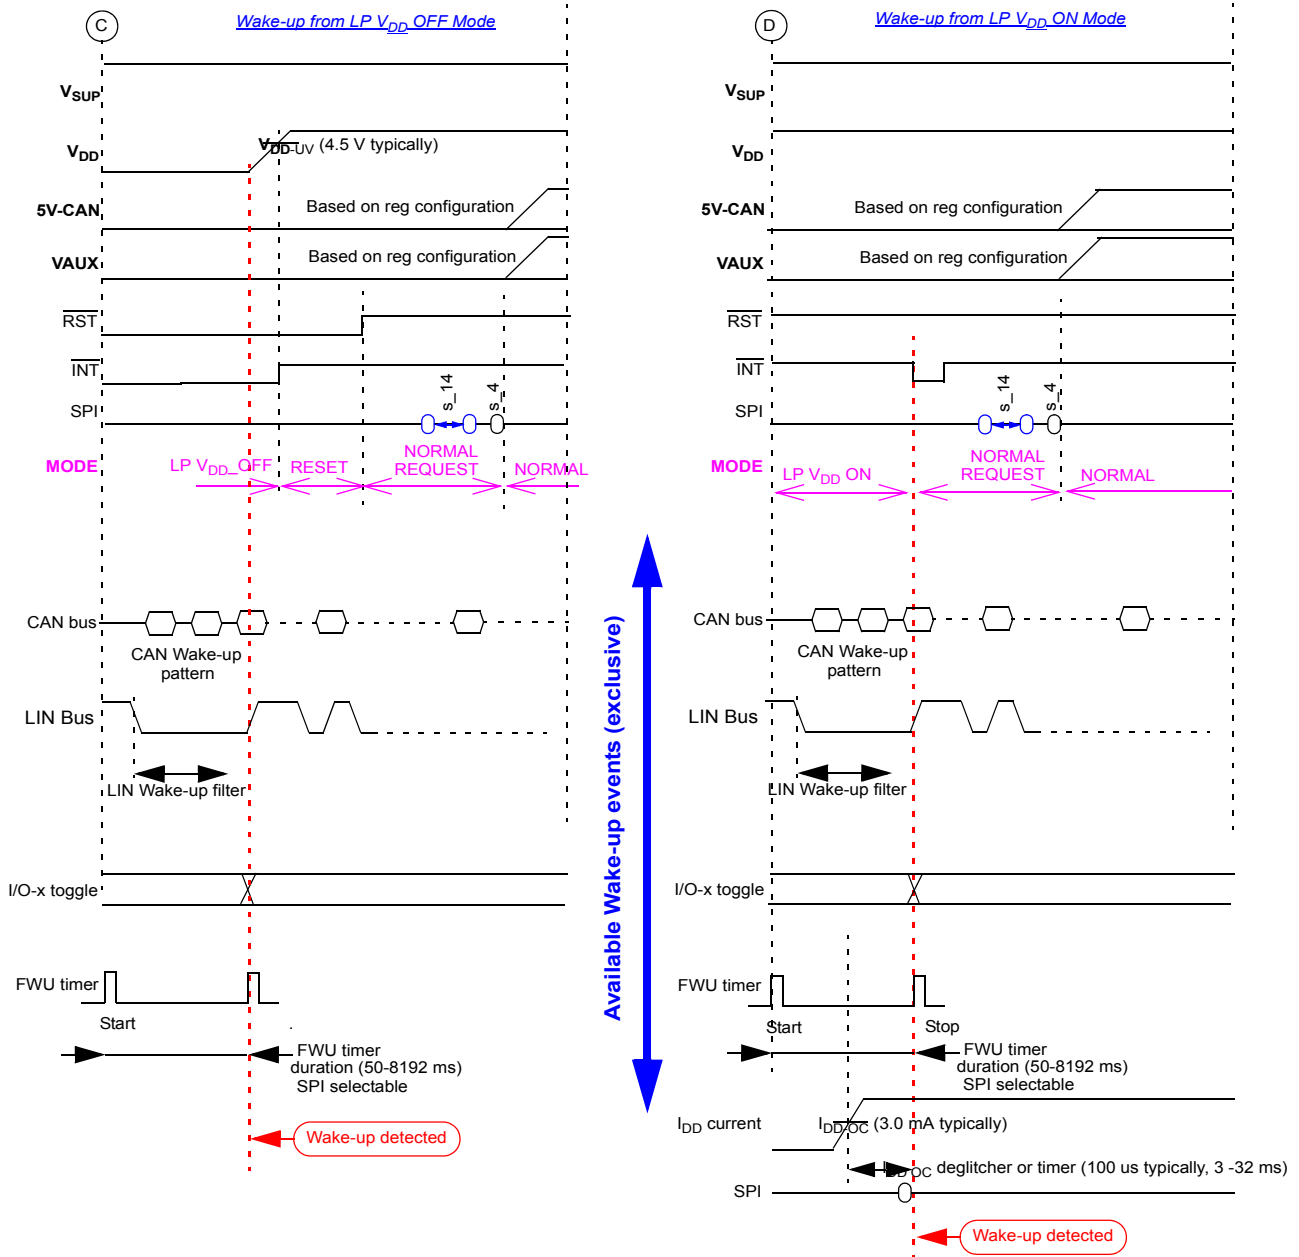 C
Wake-up from LP VDD OFF Mode
VSUP
VDD
VDD-UV (4.5 V typically)
5V-CAN
Based on reg configuration
VAUX
Based on reg configuration
RST
INT
SPI
s_14
s_4
MODE
LP VDD_OFF
RESET
NORMAL
REQUEST
NORMAL
CAN bus
CAN Wake-up
pattern
LIN Bus
LIN Wake-up filter
I/O-x toggle
FWU timer
Start
FWU timer
duration (50-8192 ms)
SPI selectable
Wake-up detected
Available Wake-up events (exclusive)
D
Wake-up from LP VDD ON Mode
VSUP
VDD
5V-CAN
Based on reg configuration
VAUX
Based on reg configuration
RST
INT
SPI
s_14
s_4
MODE
LP VDD ON
NORMAL
REQUEST
NORMAL
CAN bus
CAN Wake-up
pattern
LIN Bus
LIN Wake-up filter
I/O-x toggle
FWU timer
Start
Stop
FWU timer
duration (50-8192 ms)
SPI selectable
IDD current
IDD-OC (3.0 mA typically)
IDD-OC deglitcher or timer (100 us typically, 3 -32 ms)
SPI
Wake-up detected